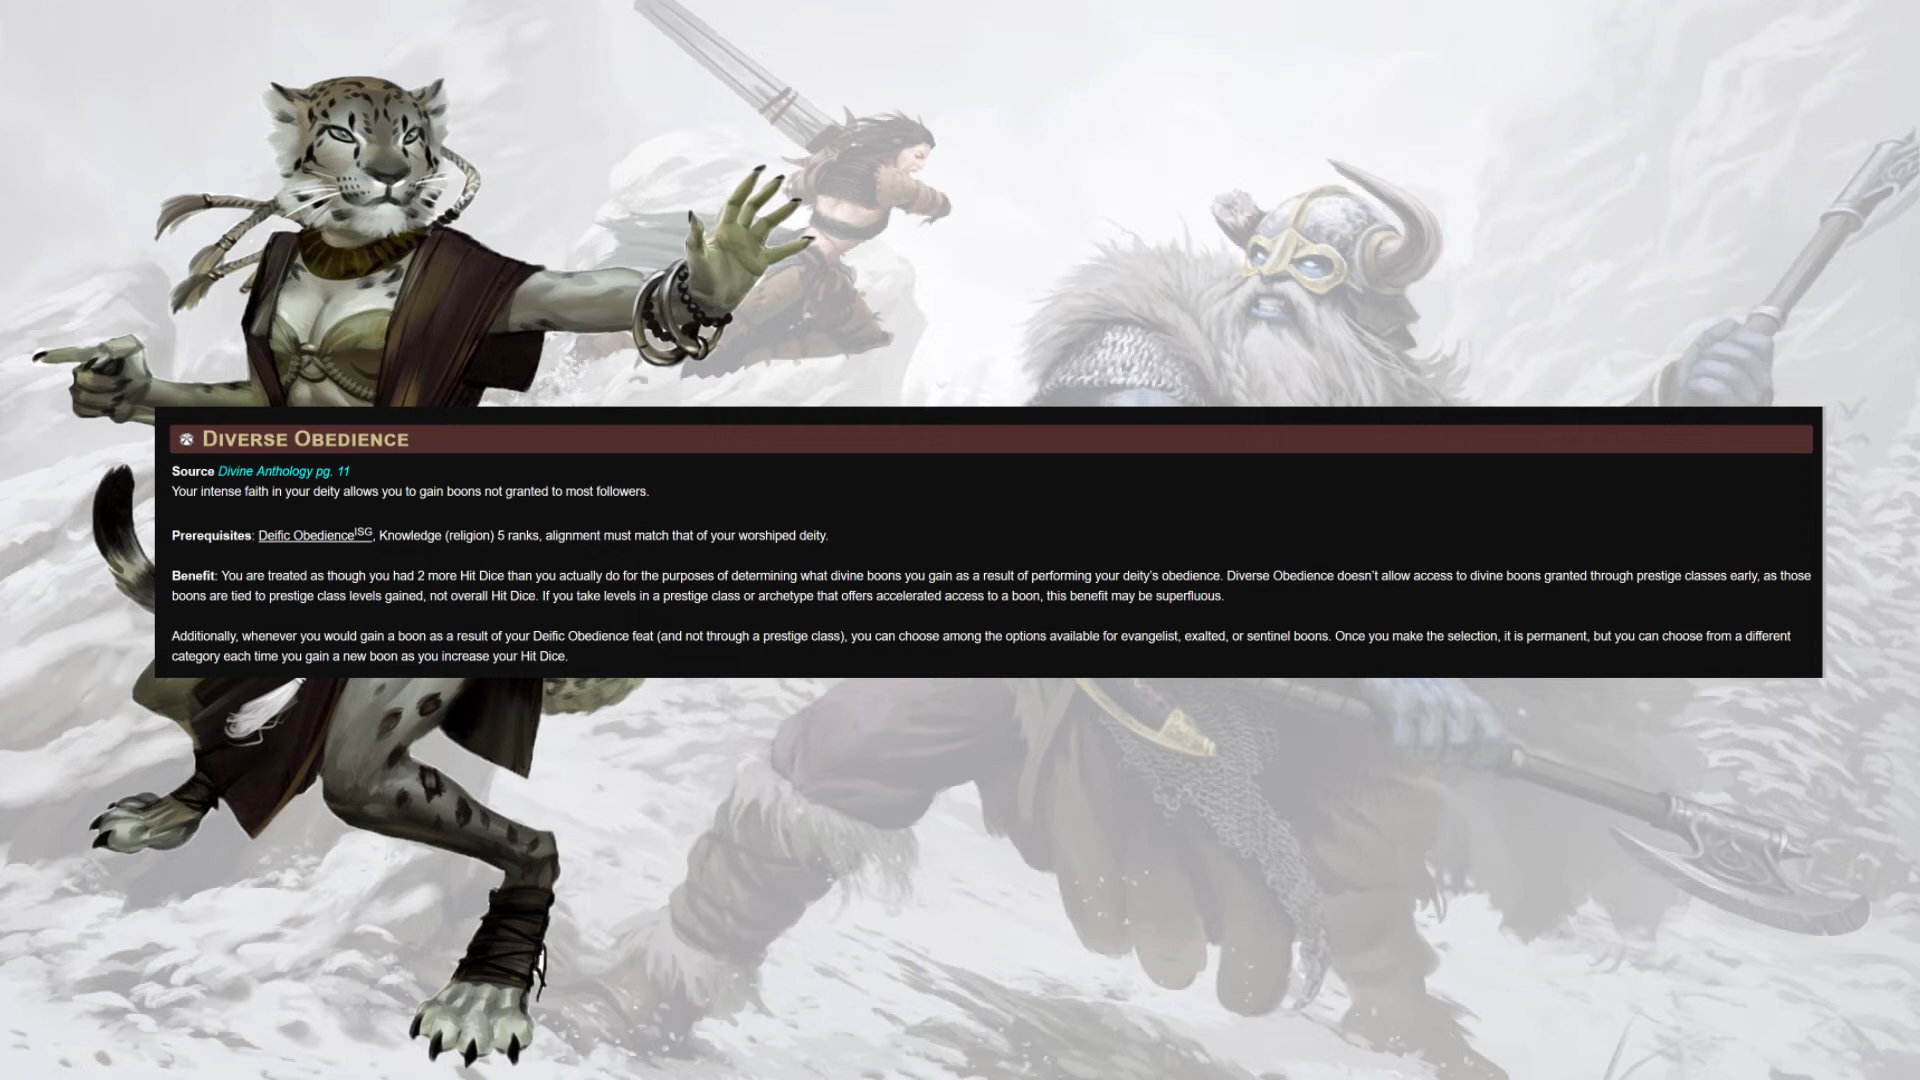 DIVERSE OBEDIENCE
Source Divine Anthology pg. 11
Your intense faith in your deity allows you to gain boons not granted to most followers.
Prerequisites: Deific ObedienceISG, Knowledge (religion) 5 ranks, alignment must match that of your worshiped deity.
Benefit: You are treated as though you had 2 more Hit Dice than you actually do for the purposes of determining what divine boons you gain as a result of performing your deity's obedience. Diverse Obedience doesn't allow access to divine boons granted through prestige classes early, as those
boons are tied to prestige class levels gained, not overall Hit Dice. If you take levels in a prestige class or archetype that offers accelerated access to a boon, this benefit may be superfluous.
Additionally, whenever you would gain a boon as a result of your Deific Obedience feat (and not through a prestige class), you can choose among the options available for evangelist, exalted, or sentinel boons. Once you make the selection, it is permanent, but you can choose from a different
category each time you gain a new boon as you increase your Hit Dice.